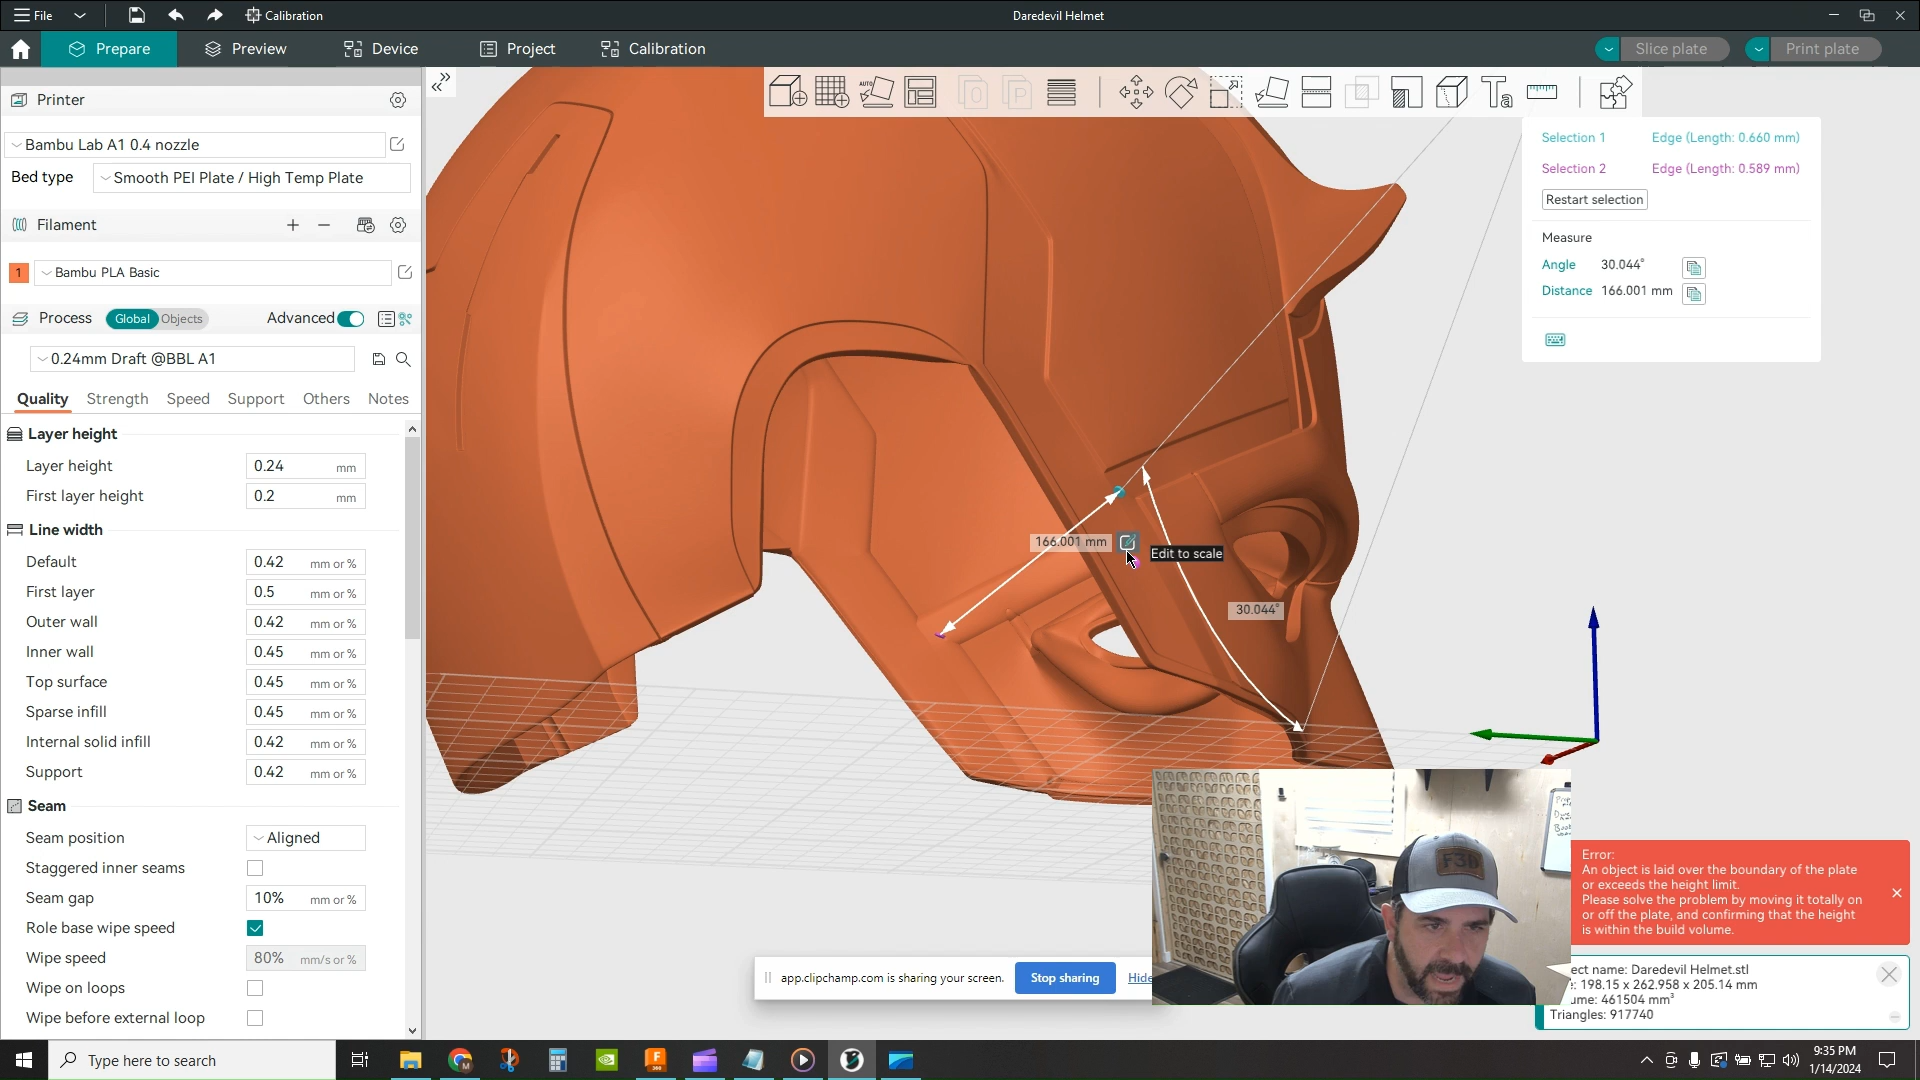 File
Calibration
Daredevil Helmet
Prepare
Preview
Device
Project
Calibration
Slice plate
Print plate
Printer
Bambu Lab A1 0.4 nozzle
Bed type
Smooth PEI Plate / High Temp Plate
Filament
1
Bambu PLA Basic
Process
Global
Objects
Advanced
0.24mm Draft @BBL A1
Quality
Strength
Speed
Support
Others
Notes
Layer height
Layer height 0.24 mm
First layer height 0.2 mm
Line width
Default 0.42 mm or %
First layer 0.5 mm or %
Outer wall 0.42 mm or %
Inner wall 0.45 mm or %
Top surface 0.45 mm or %
Sparse infill 0.45 mm or %
Internal solid infill 0.42 mm or %
Support 0.42 mm or %
Seam
Seam position Aligned
Staggered inner seams
Seam gap 10% mm or %
Role base wipe speed
Wipe speed 80% mm/s or %
Wipe on loops
Wipe before external loop
AUTO
Selection 1 Edge (Length: 0.660 mm)
Selection 2 Edge (Length: 0.589 mm)
Restart selection
Measure
Angle 30.044°
Distance 166.001 mm
166.001 mm
Edit to scale
30.044°
F3D
Error:
An object is laid over the boundary of the plate
or exceeds the height limit.
Please solve the problem by moving it totally on
or off the plate, and confirming that the height
is within the build volume.
ect name: Daredevil Helmet.stl
: 198.15 x 262.958 x 205.14 mm
ume: 461504 mm³
Triangles: 917740
app.clipchamp.com is sharing your screen.
Stop sharing
Hide
Type here to search
9:35 PM
1/14/2024